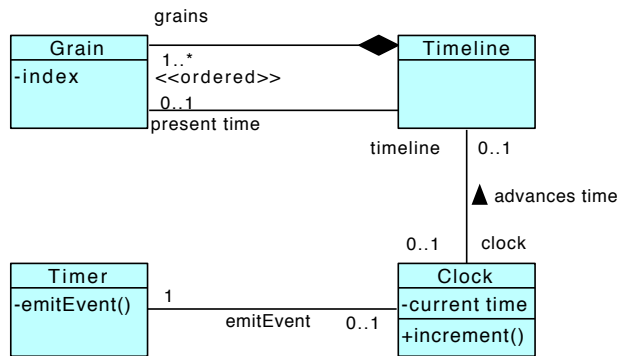 grains
Grain
Timeline
-index
1..*
<<ordered>>
0..1
present time
timeline
0..1
advances time
0..1
clock
Timer
Clock
-emitEvent()
1
-current time
emitEvent
0..1
+increment()